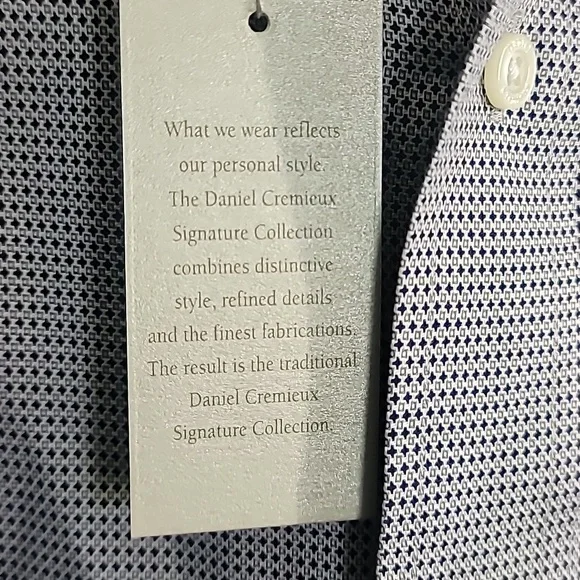 What we wear reflects
our personal style.
The Daniel Cremieux
Signature Collection
combines distinctive
style, refined details
and the finest fabrications.
The result is the traditional
Daniel Cremieux
Signature Collection.